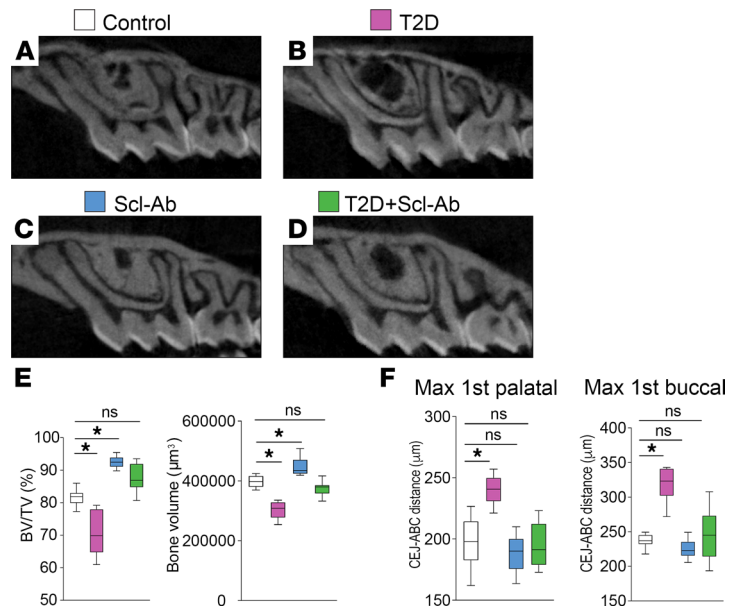 Control
T2D
A
B
Scl-Ab
T2D+Scl-Ab
C
D
E
ns
*
*
BV/TV (%)
100
90
80
70
60
50
ns
*
*
Bone volume (µm³)
600000
400000
200000
0
F
Max 1st palatal
ns
ns
*
CEJ-ABC distance (µm)
300
250
200
150
Max 1st buccal
ns
ns
*
CEJ-ABC distance (µm)
400
350
300
250
200
150